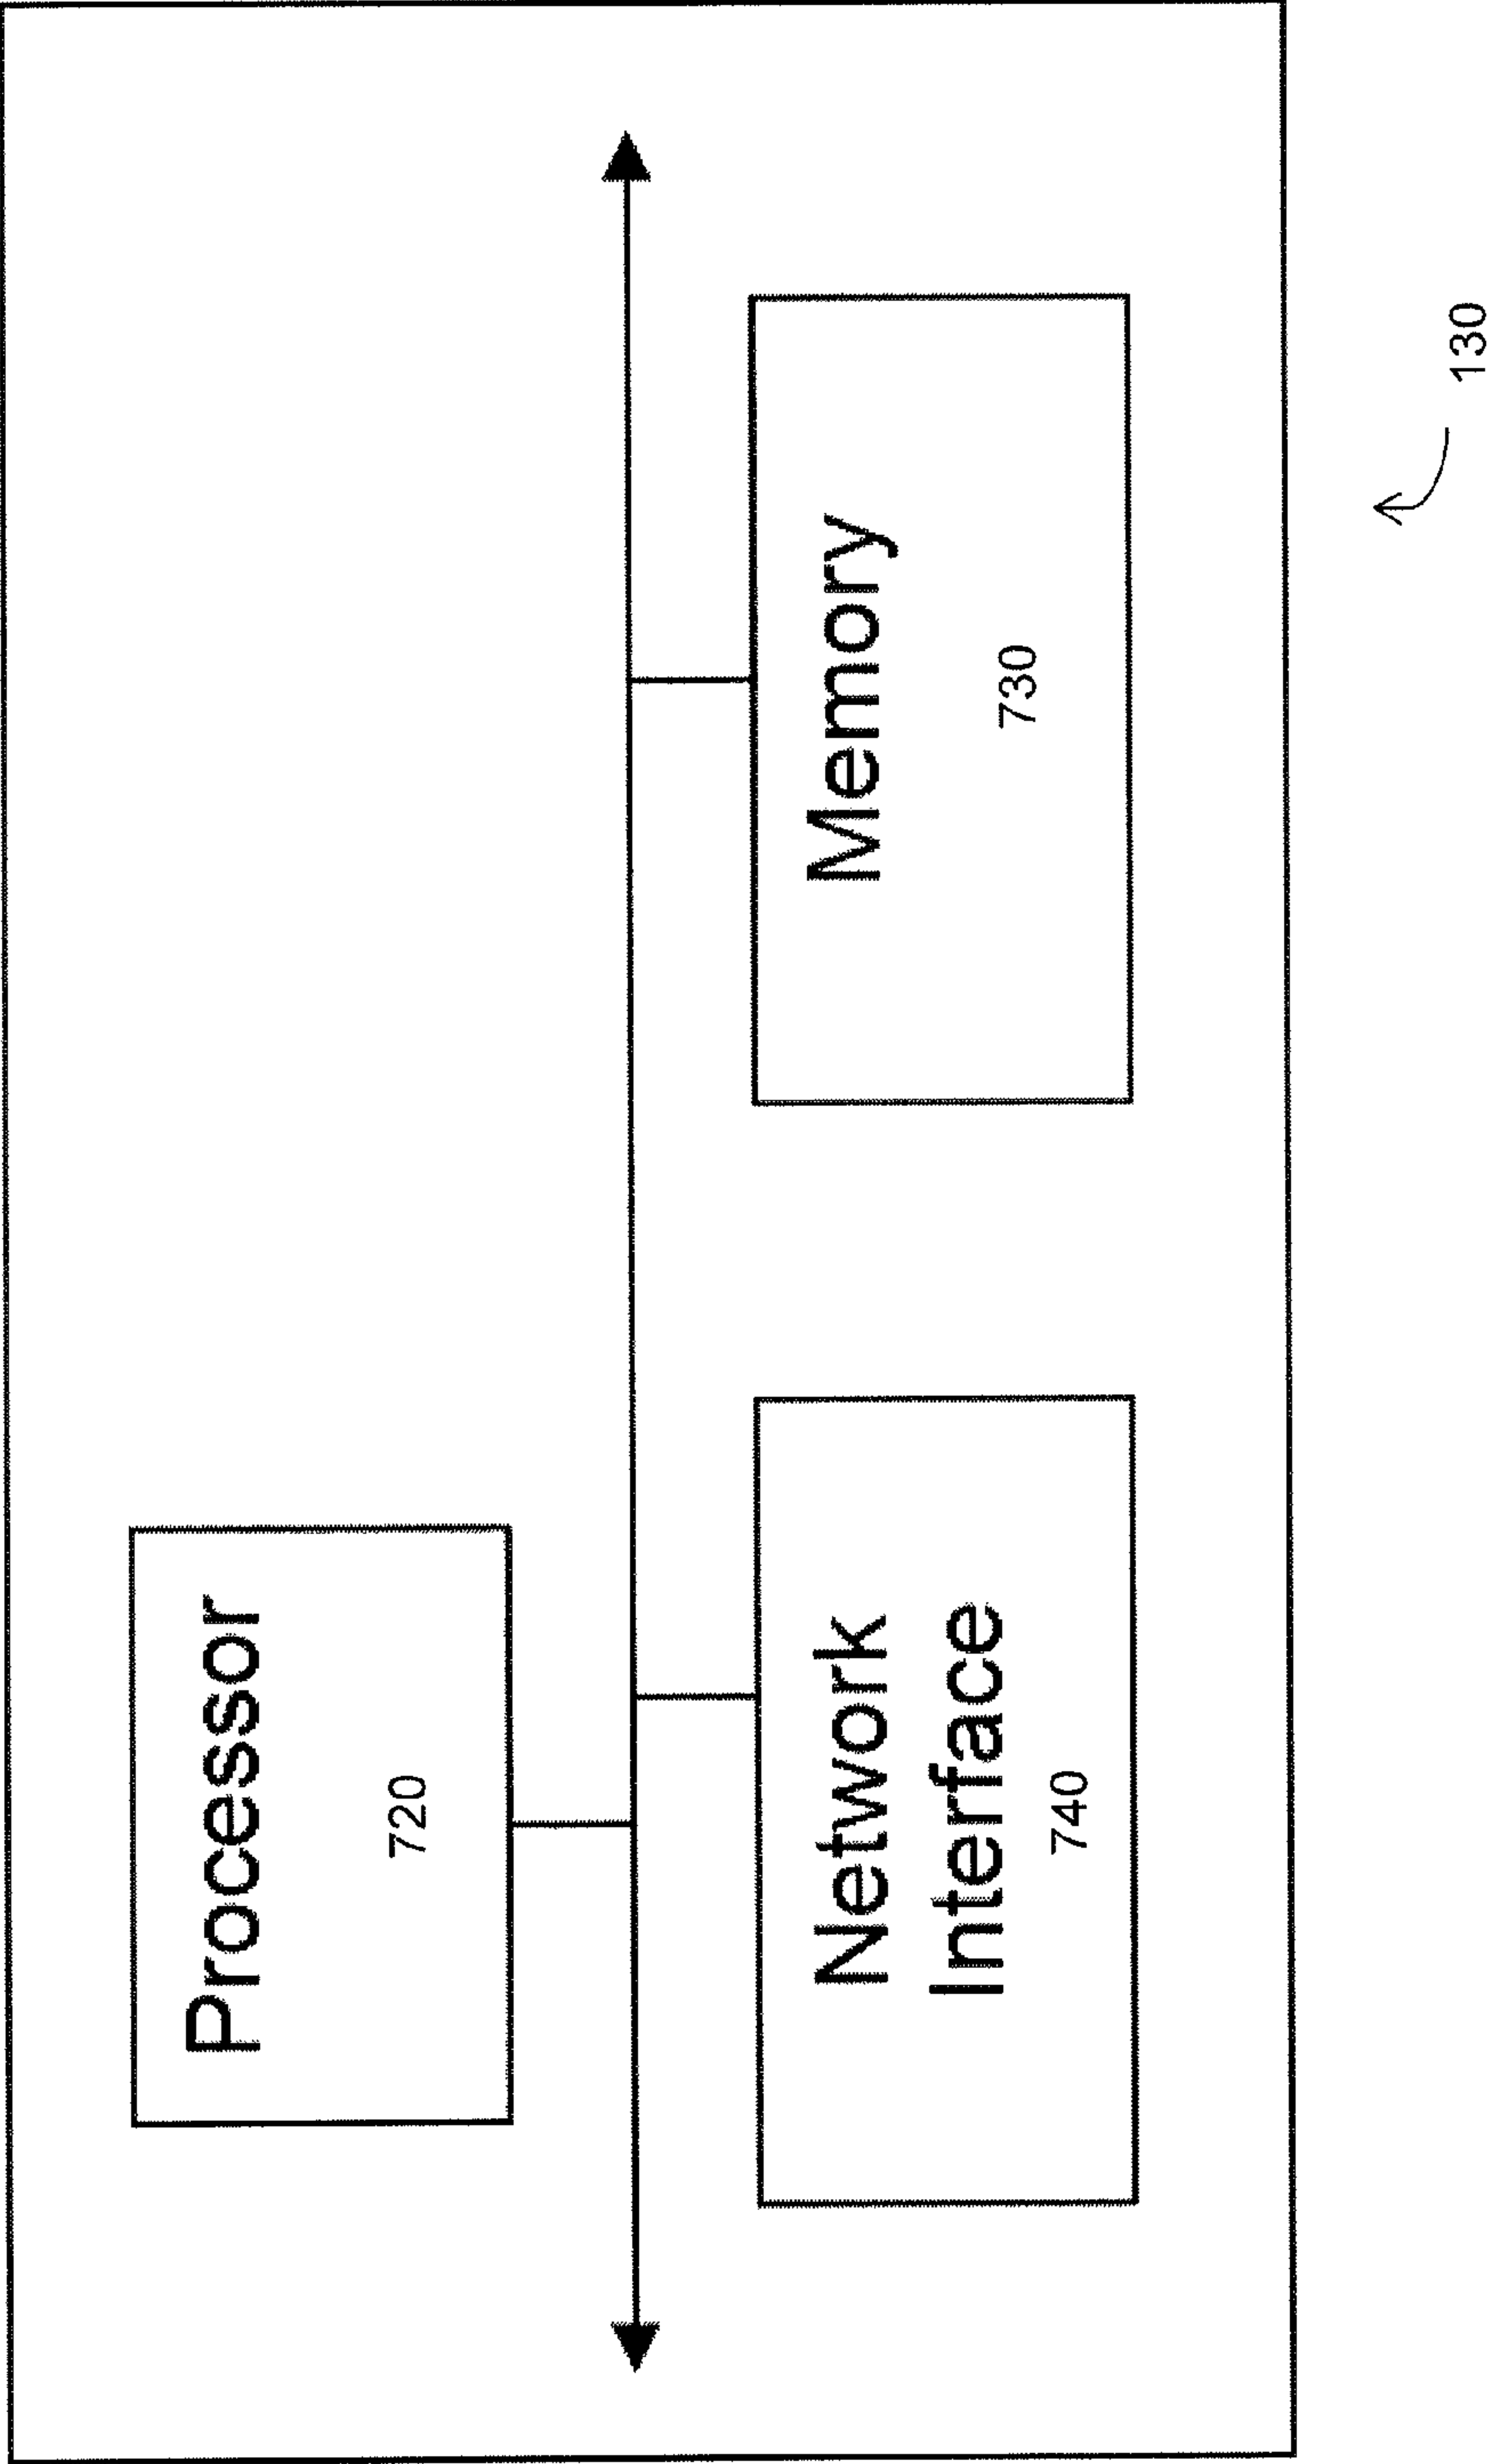 Processor
720
Network
Interface
740
Memory
730
130